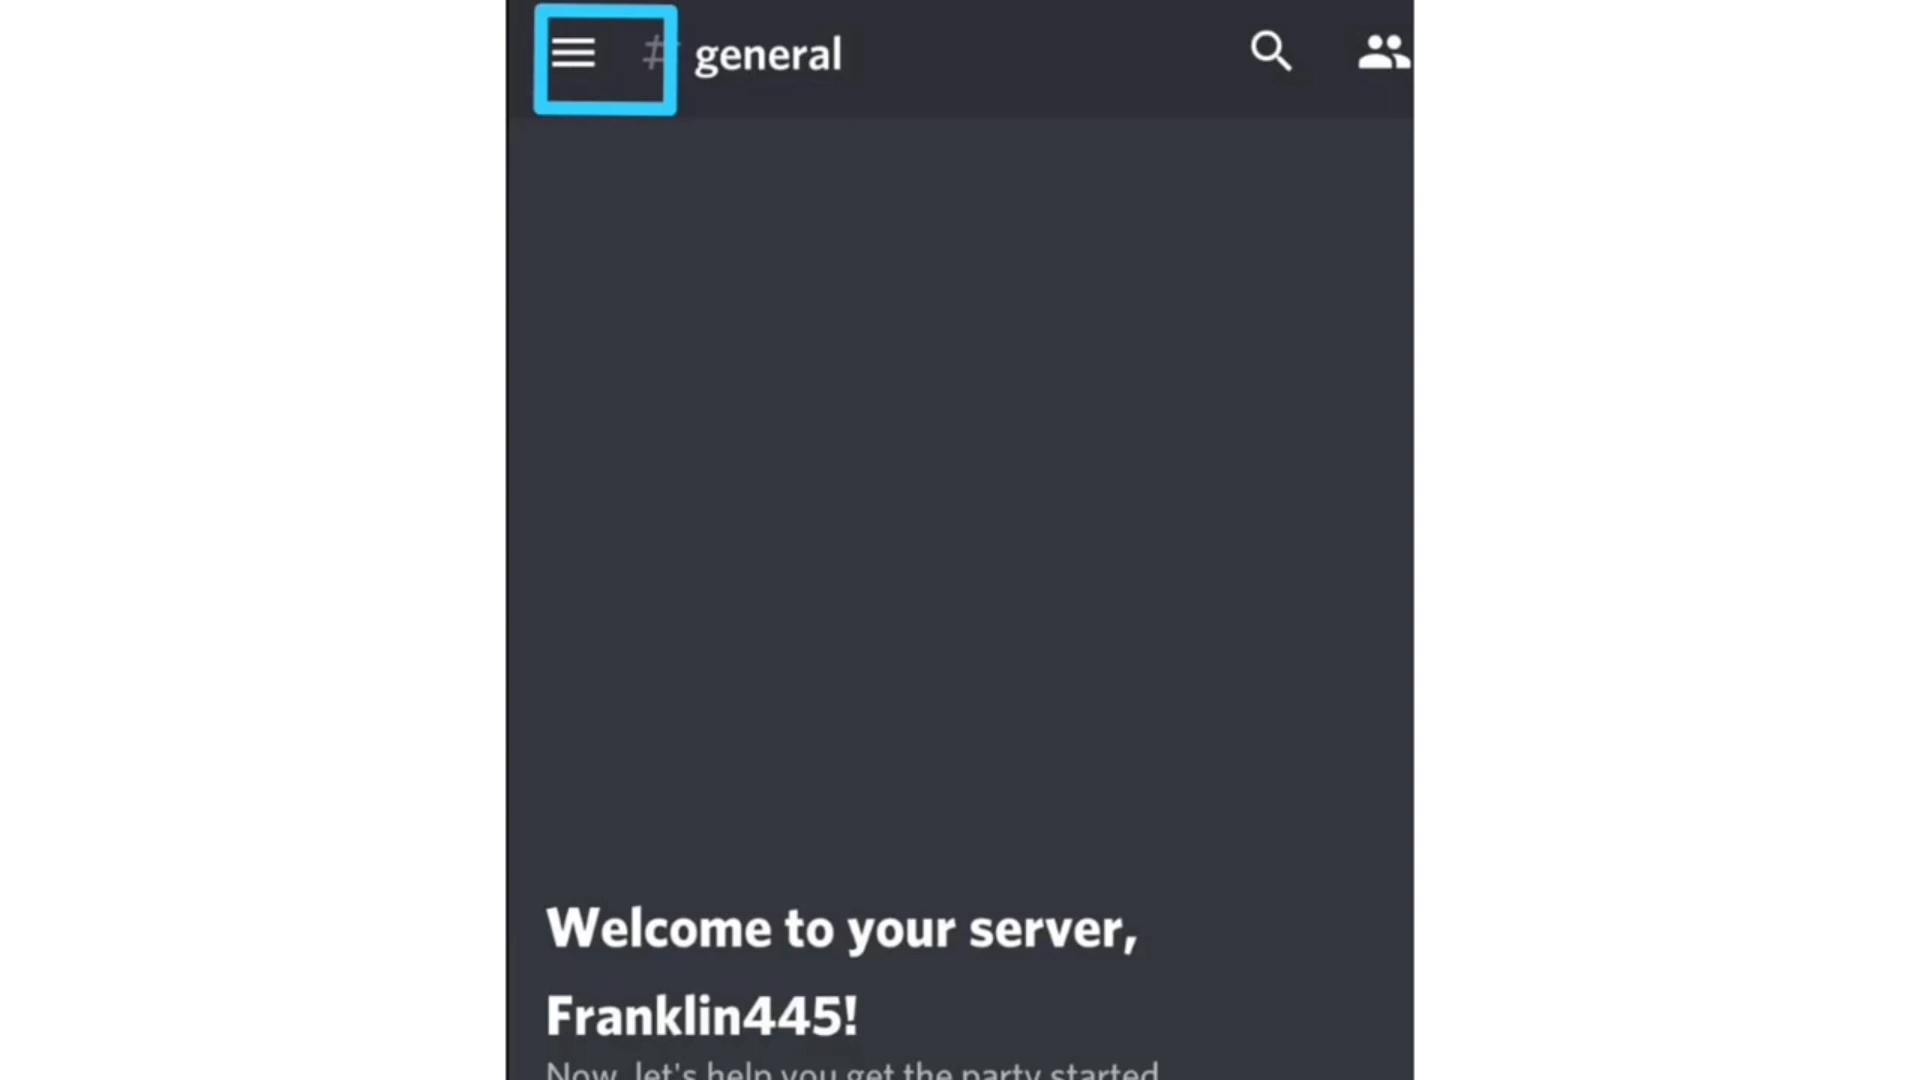 # general
Welcome to your server,
Franklin445!
Now, let's help you get the party started